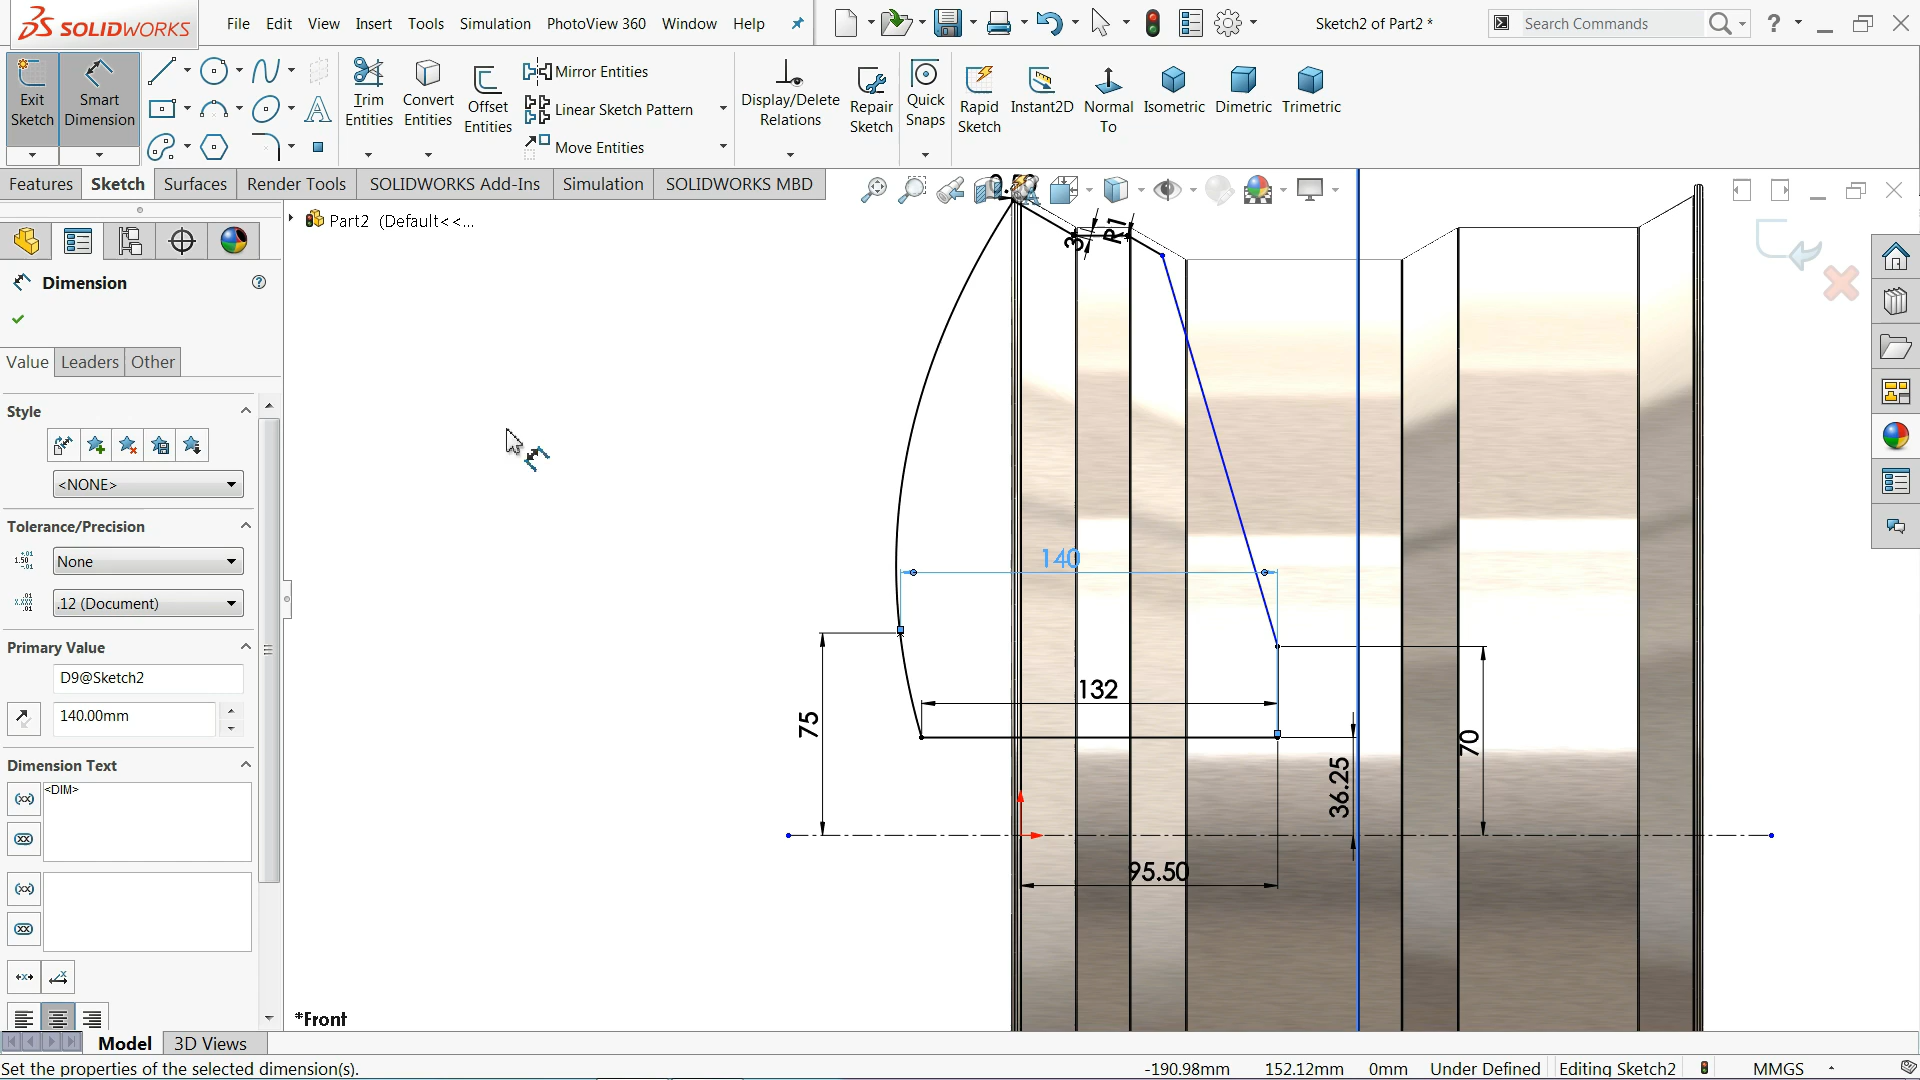 SOLIDWORKS
File Edit View Insert Tools Simulation PhotoView 360 Window Help
Sketch2 of Part2 *
Search Commands
Exit Sketch
Smart Dimension
Trim Entities
Convert Entities
Offset Entities
Mirror Entities
Linear Sketch Pattern
Move Entities
Display/Delete Relations
Repair Sketch
Quick Snaps
Rapid Sketch
Instant2D
Normal To
Isometric
Dimetric
Trimetric
Features Sketch Surfaces Render Tools SOLIDWORKS Add-Ins Simulation SOLIDWORKS MBD
Part2 (Default<<...
Dimension
Value Leaders Other
Style
<NONE>
Tolerance/Precision
None
.12 (Document)
Primary Value
D9@Sketch2
140.00mm
Dimension Text
<DIM>
3
R1
140
132
75
70
36.25
95.50
*Front
Model 3D Views
Set the properties of the selected dimension(s).
-190.98mm 152.12mm 0mm Under Defined Editing Sketch2 MMGS